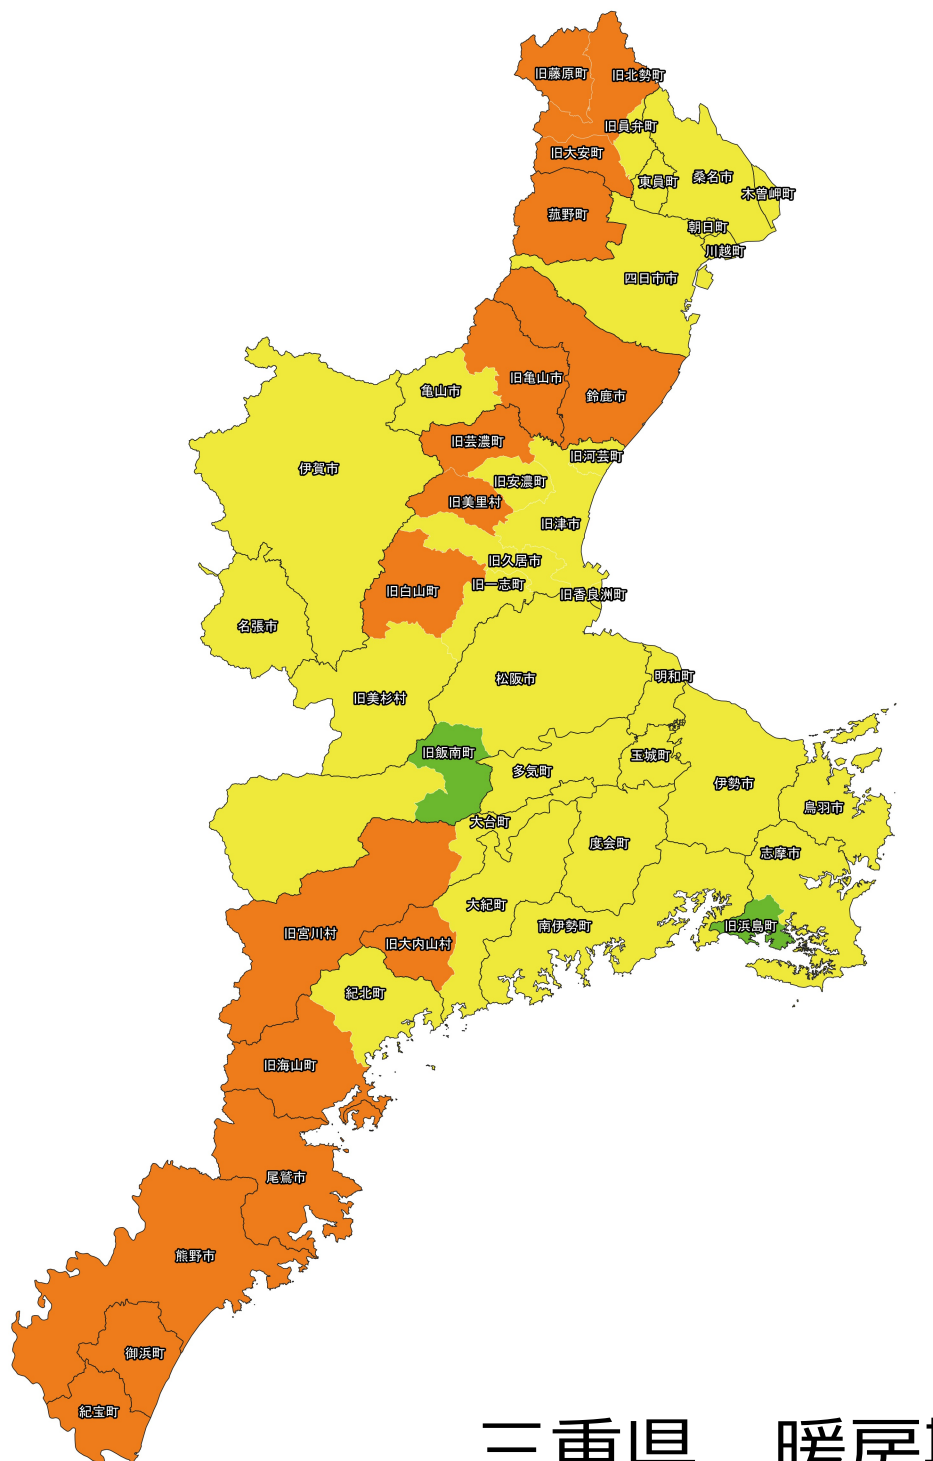 旧藤原町
旧北勢町
旧員弁町
旧大安町
東員町
桑名市
木曽岬町
菰野町
朝日町
川越町
四日市市
亀山市
旧亀山市
鈴鹿市
旧芸濃町
旧河芸町
伊賀市
旧安濃町
旧美里村
旧津市
旧久居市
旧一志町
旧白山町
旧香良洲町
名張市
松阪市
明和町
旧美杉村
旧飯南町
多気町
玉城町
伊勢市
鳥羽市
大台町
度会町
志摩市
大紀町
南伊勢町
旧浜島町
旧宮川村
旧大内山村
紀北町
旧海山町
尾鷲市
熊野市
御浜町
紀宝町
三重県　暖房